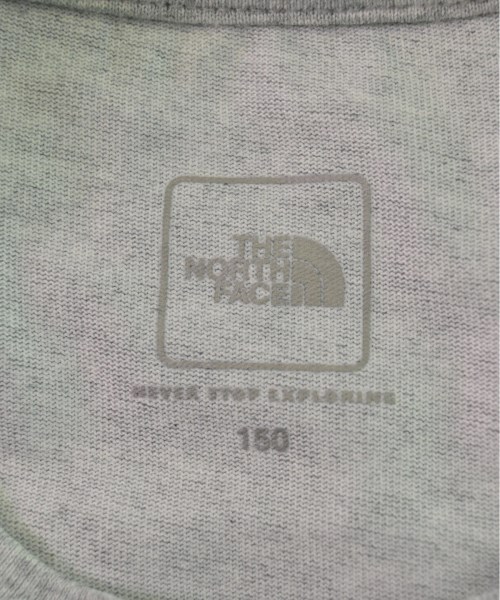 THE
NORTH
FACE
NEVER STOP EXPLORING
150